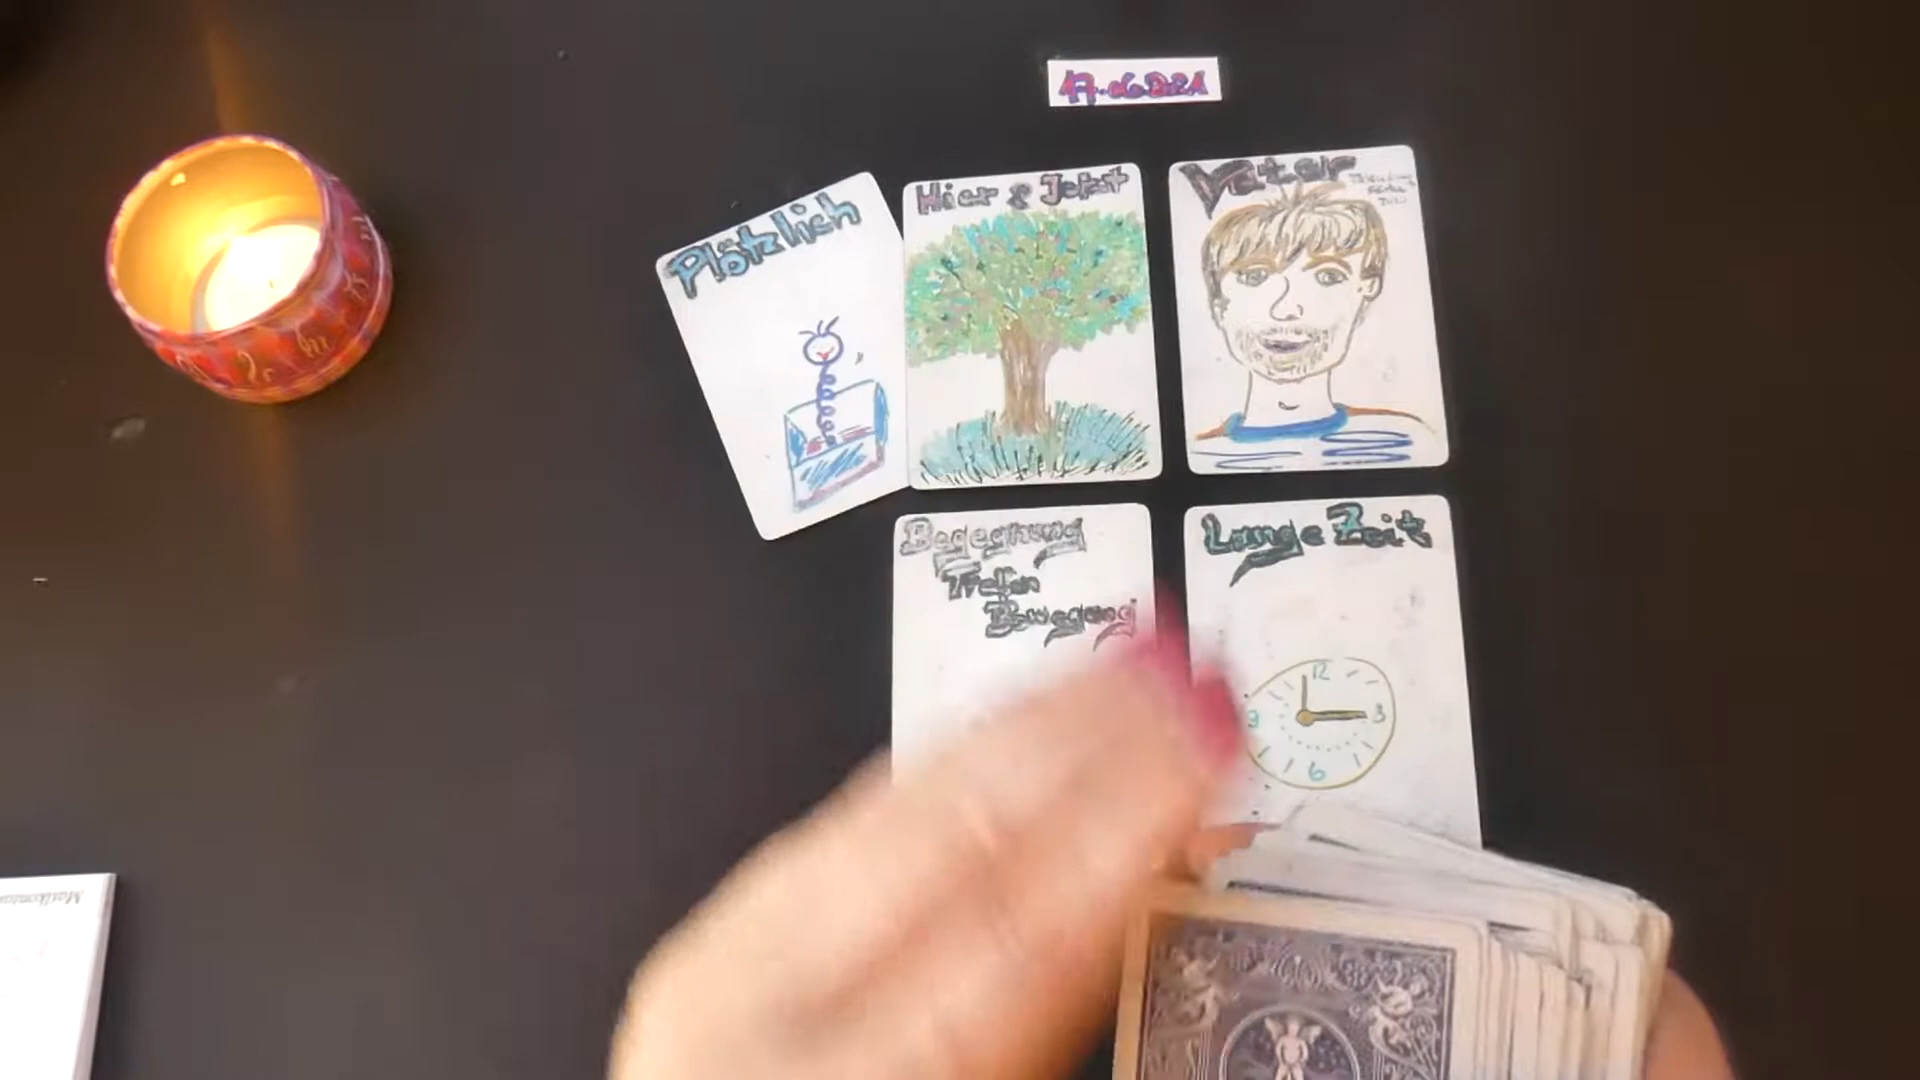 17.06.2021
Plötzlich
Hier & Jetzt
Vater
Begegnung
Treffen
Bewegung
Lange Zeit
12
3
6
9